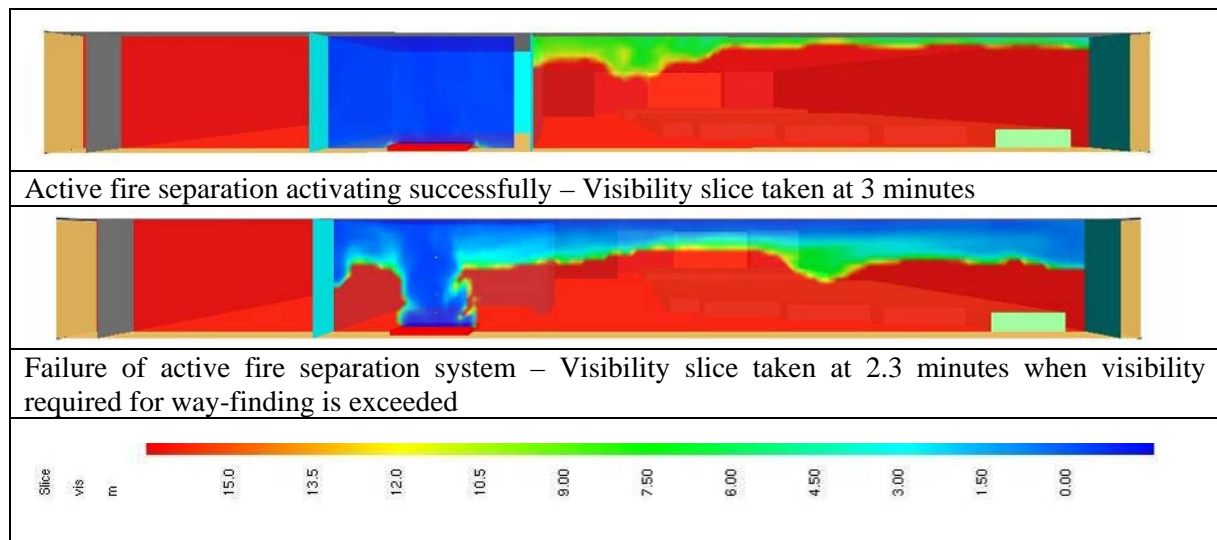 Active fire separation activating successfully – Visibility slice taken at 3 minutes
Failure of active fire separation system – Visibility slice taken at 2.3 minutes when visibility
required for way-finding is exceeded
Slice
vis
m
15.0
13.5
12.0
10.5
9.00
7.50
6.00
4.50
3.00
1.50
0.00